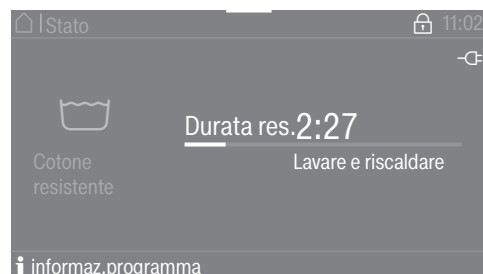 Stato
11:02
Durata res.2:27
Cotone
resistente
Lavare e riscaldare
i informaz.programma